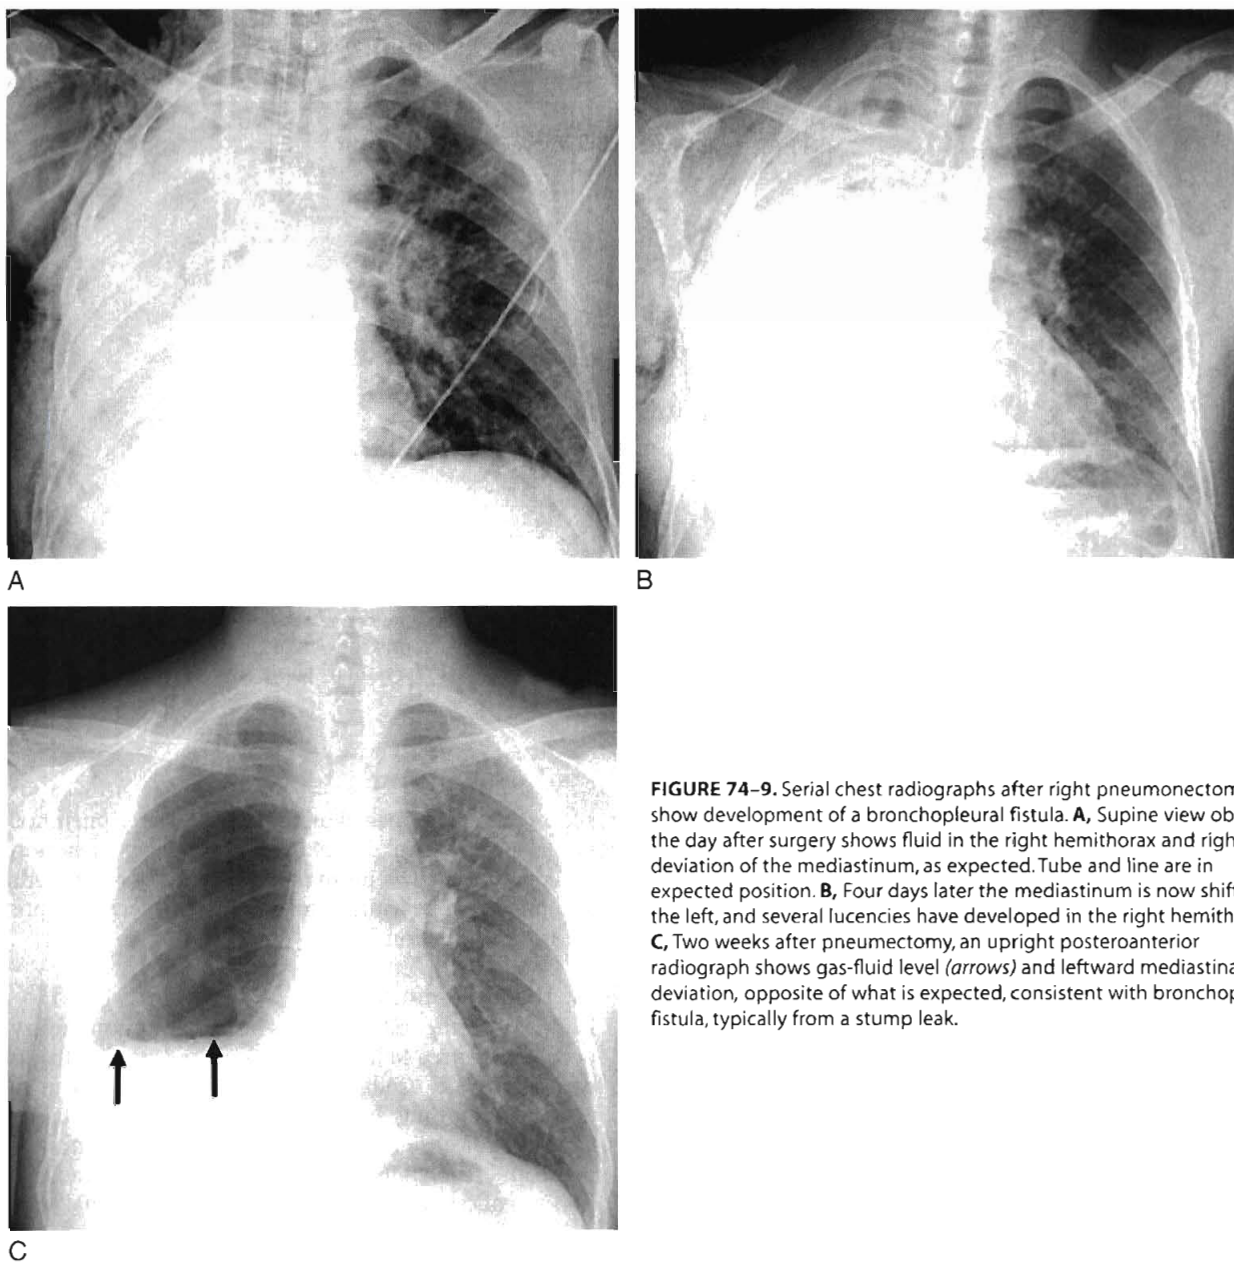 A
B
C
FIGURE 74–9. Serial chest radiographs after right pneumonectom
show development of a bronchopleural fistula. A, Supine view ob
the day after surgery shows fluid in the right hemithorax and righ
deviation of the mediastinum, as expected. Tube and line are in
expected position. B, Four days later the mediastinum is now shif
the left, and several lucencies have developed in the right hemith
C, Two weeks after pneumectomy, an upright posteroanterior
radiograph shows gas-fluid level (arrows) and leftward mediastina
deviation, opposite of what is expected, consistent with bronchop
fistula, typically from a stump leak.